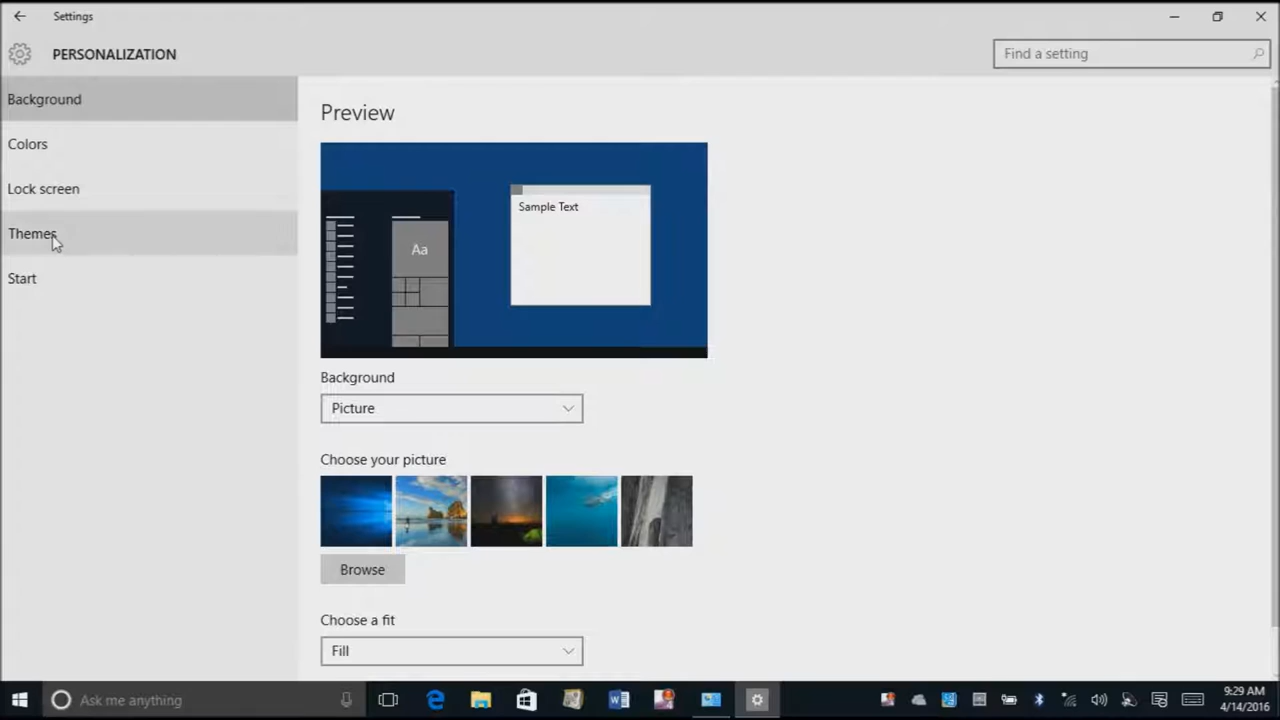 Settings
PERSONALIZATION
Find a setting
Background
Colors
Lock screen
Themes
Start
Preview
Sample Text
Aa
Background
Picture
Choose your picture
Browse
Choose a fit
Fill
Ask me anything
9:29 AM
4/14/2016